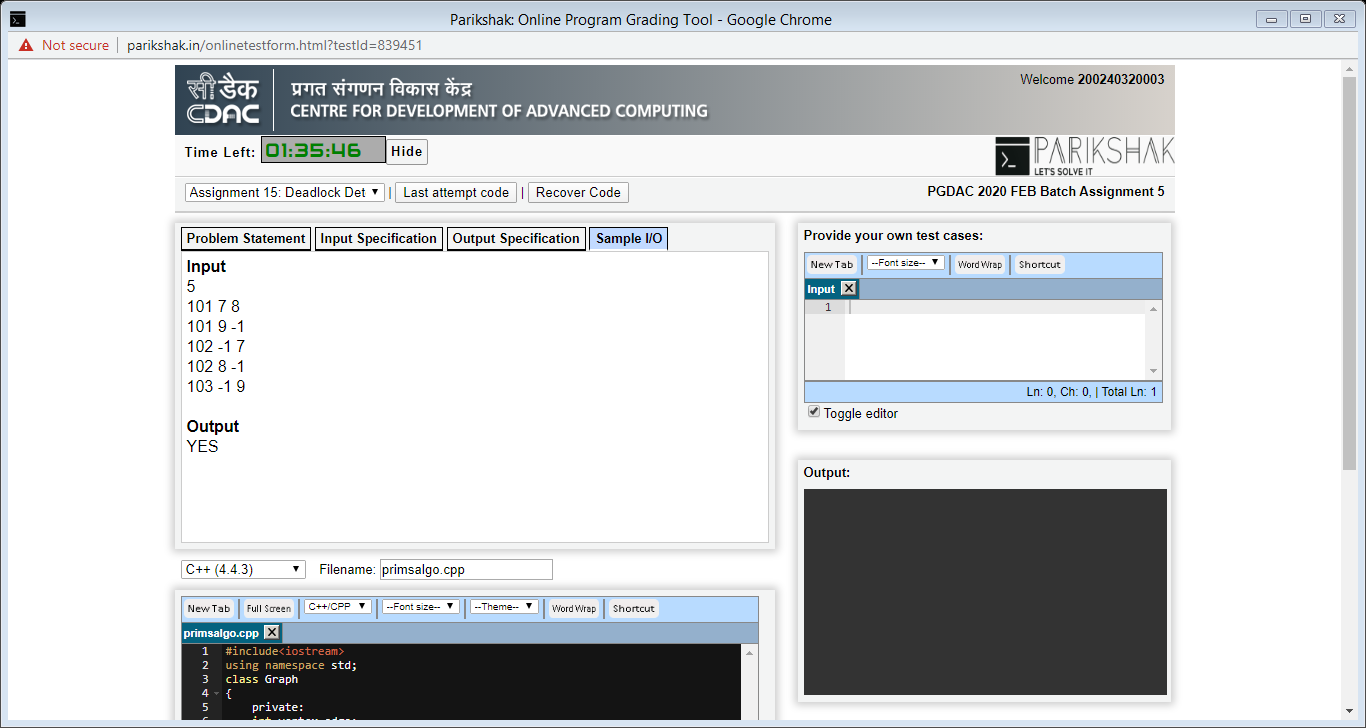 Parikshak: Online Program Grading Tool - Google Chrome
Not secure | parikshak.in/onlinetestform.html?testId=839451
सी डैक
CDAC
प्रगत संगणन विकास केंद्र
CENTRE FOR DEVELOPMENT OF ADVANCED COMPUTING
Welcome 200240320003
Time Left: 01:35:46 Hide
PARIKSHAK
LET'S SOLVE IT
Assignment 15: Deadlock Det | Last attempt code | Recover Code
PGDAC 2020 FEB Batch Assignment 5
Problem Statement Input Specification Output Specification Sample I/O
Input
5
101 7 8
101 9 -1
102 -1 7
102 8 -1
103 -1 9
Output
YES
C++ (4.4.3) Filename: primsalgo.cpp
New Tab Full Screen C++/CPP --Font size-- --Theme-- Word Wrap Shortcut
primsalgo.cpp X
1 #include<iostream>
2 using namespace std;
3 class Graph
4 {
5 private:
Provide your own test cases:
New Tab --Font size-- Word Wrap Shortcut
Input X
1
Ln: 0, Ch: 0, | Total Ln: 1
Toggle editor
Output: